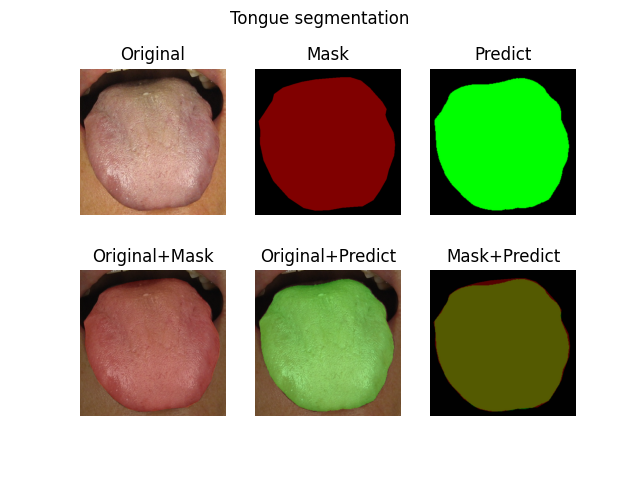 Tongue segmentation
Original
Mask
Predict
Original+Mask
Original+Predict
Mask+Predict